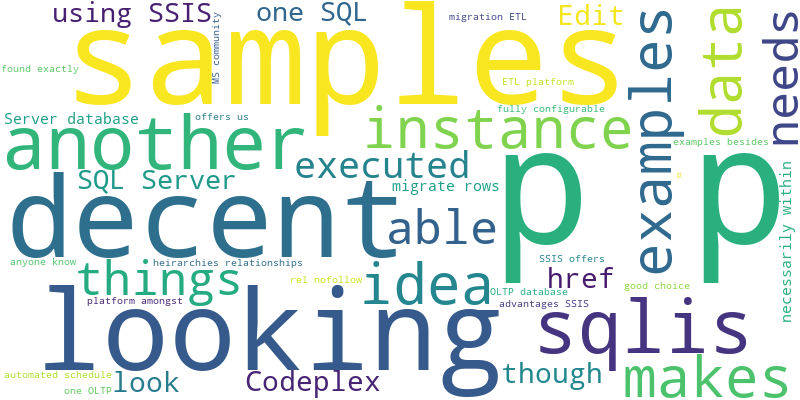 using SSIS
one SQL
migration ETL
Edit
samples
MS community
found exactly
ETL platform
examples
data
needs
Server database
offers us
fully configurable
another
instance
examples besides
executed
p p
SQL Server
migrate rows
p
decent
able
necessarily within
anyone know
heirarchies relationships
SSIS offers
things
idea
rel nofollow
href
OLTP database
good choice
platform amongst
advantages SSIS
looking
sqlis
automated schedule
look
Codeplex
though
makes
one OLTP